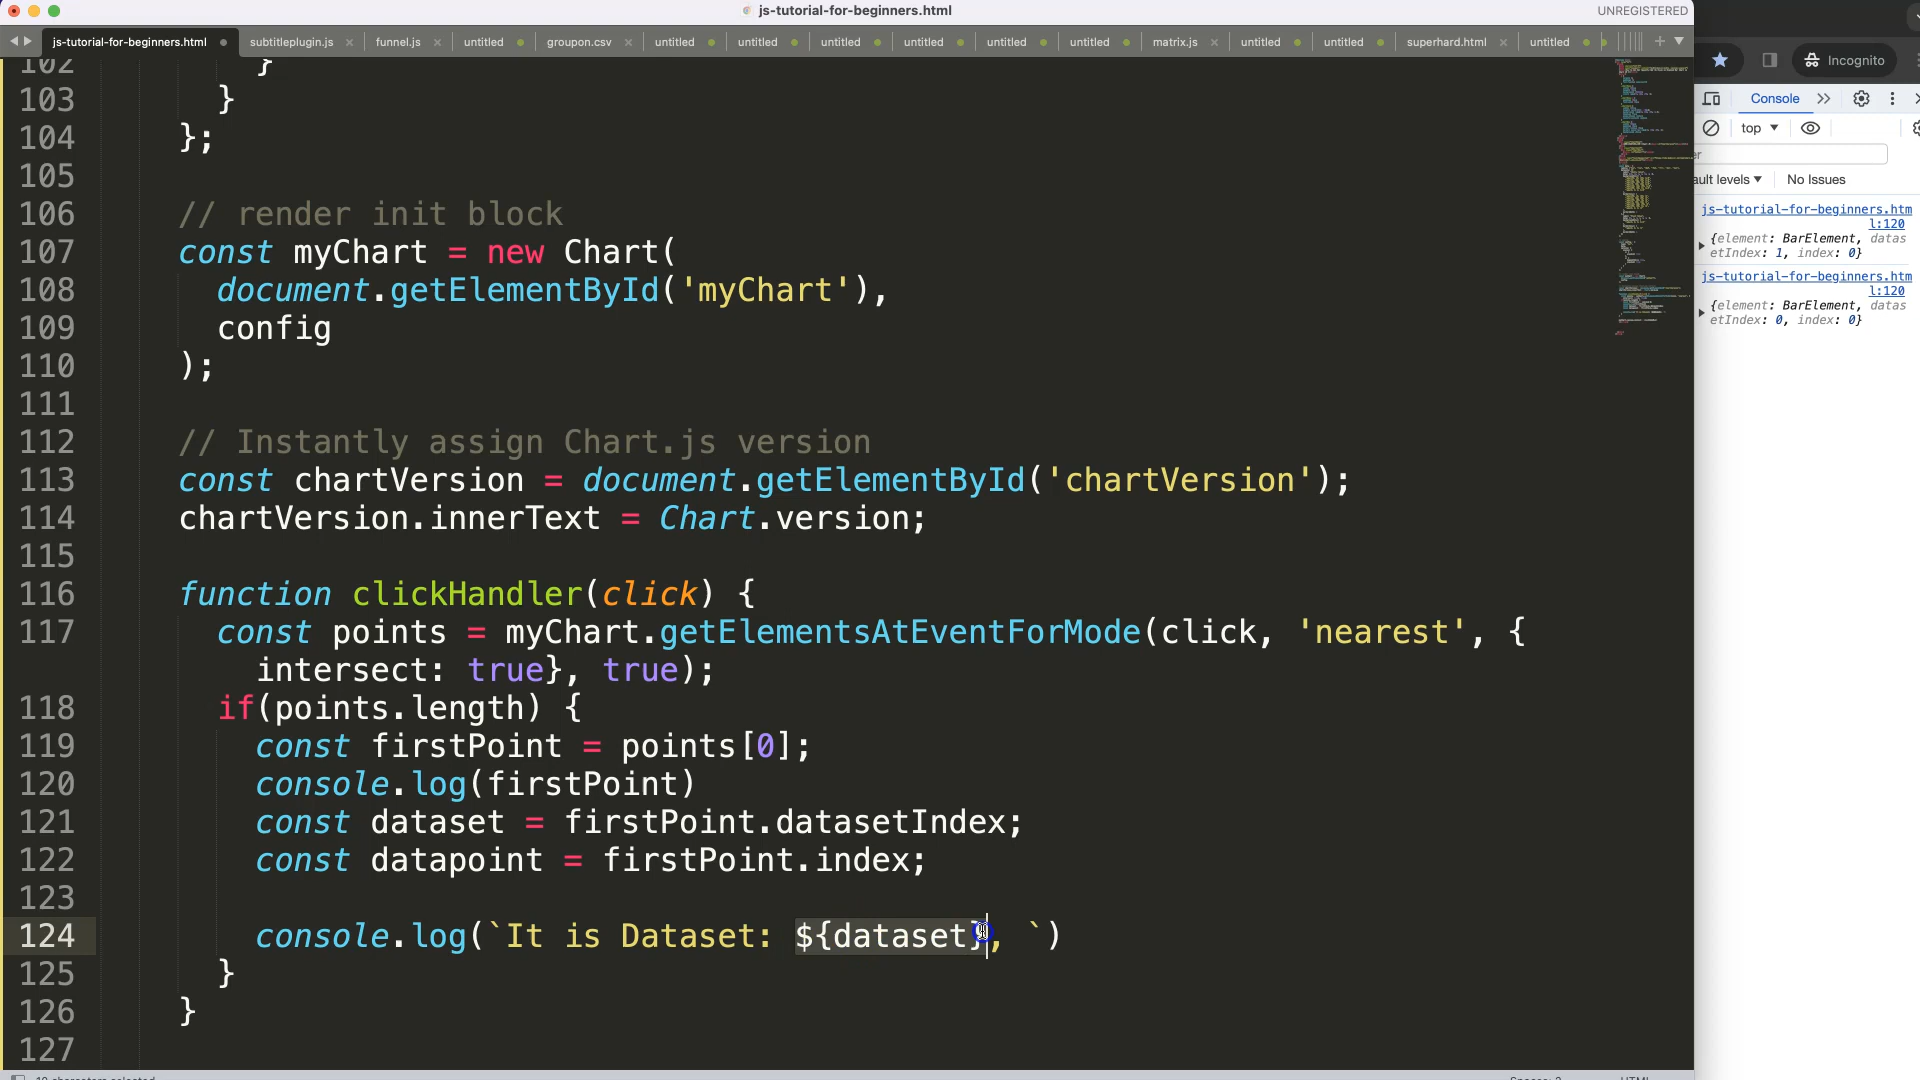 js-tutorial-for-beginners.html
UNREGISTERED
js-tutorial-for-beginners.html subtitleplugin.js funnel.js untitled groupon.csv untitled untitled untitled untitled untitled untitled matrix.js untitled untitled superhard.html untitled
Incognito
Console
top
ault levels No Issues
js-tutorial-for-beginners.htm
l:120
{element: BarElement, datas
etIndex: 1, index: 0}
js-tutorial-for-beginners.htm
l:120
{element: BarElement, datas
etIndex: 0, index: 0}
102 }
103 }
104 };
105
106 // render init block
107 const myChart = new Chart(
108 document.getElementById('myChart'),
109 config
110 );
111
112 // Instantly assign Chart.js version
113 const chartVersion = document.getElementById('chartVersion');
114 chartVersion.innerText = Chart.version;
115
116 function clickHandler(click) {
117 const points = myChart.getElementsAtEventForMode(click, 'nearest', {
intersect: true}, true);
118 if(points.length) {
119 const firstPoint = points[0];
120 console.log(firstPoint)
121 const dataset = firstPoint.datasetIndex;
122 const datapoint = firstPoint.index;
123
124 console.log(`It is Dataset: ${dataset}, `)
125 }
126 }
127